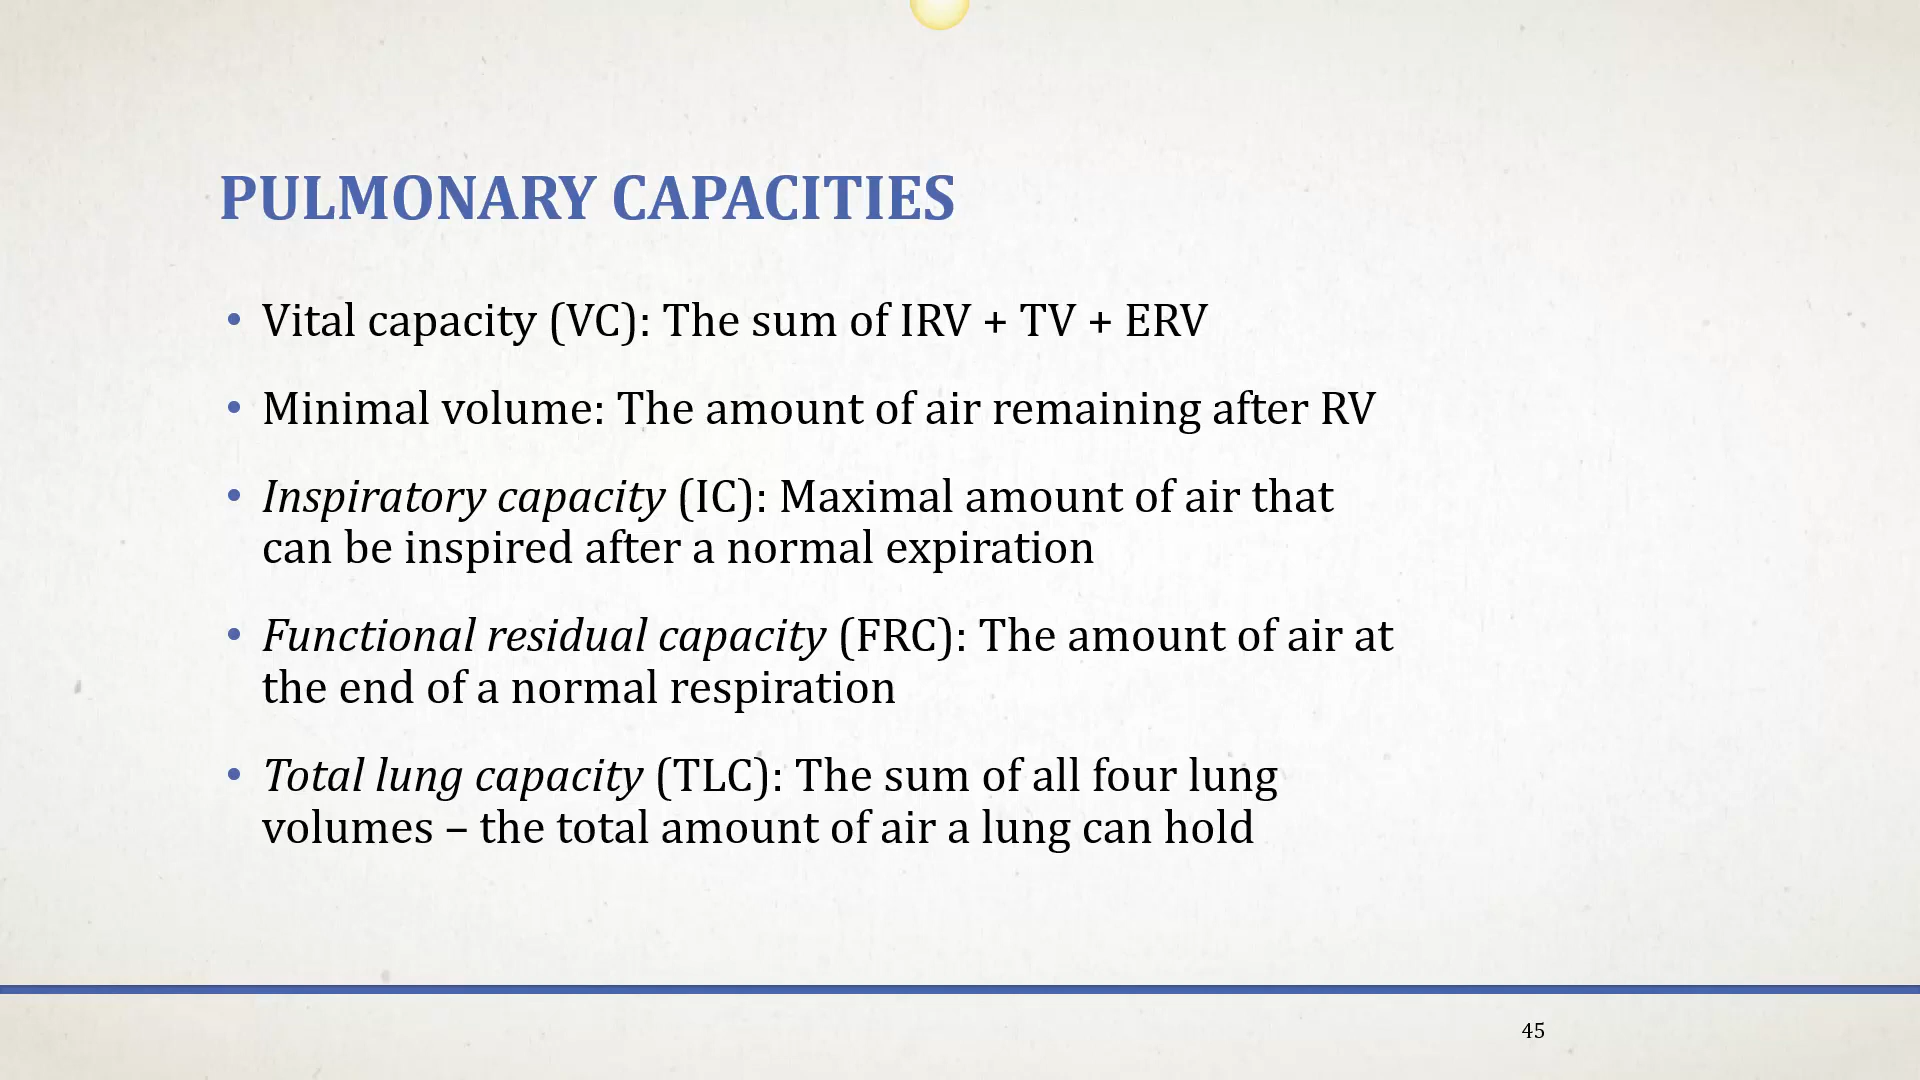 PULMONARY CAPACITIES
• Vital capacity (VC): The sum of IRV + TV + ERV
• Minimal volume: The amount of air remaining after RV
• Inspiratory capacity (IC): Maximal amount of air that
can be inspired after a normal expiration
• Functional residual capacity (FRC): The amount of air at
the end of a normal respiration
• Total lung capacity (TLC): The sum of all four lung
volumes – the total amount of air a lung can hold
45